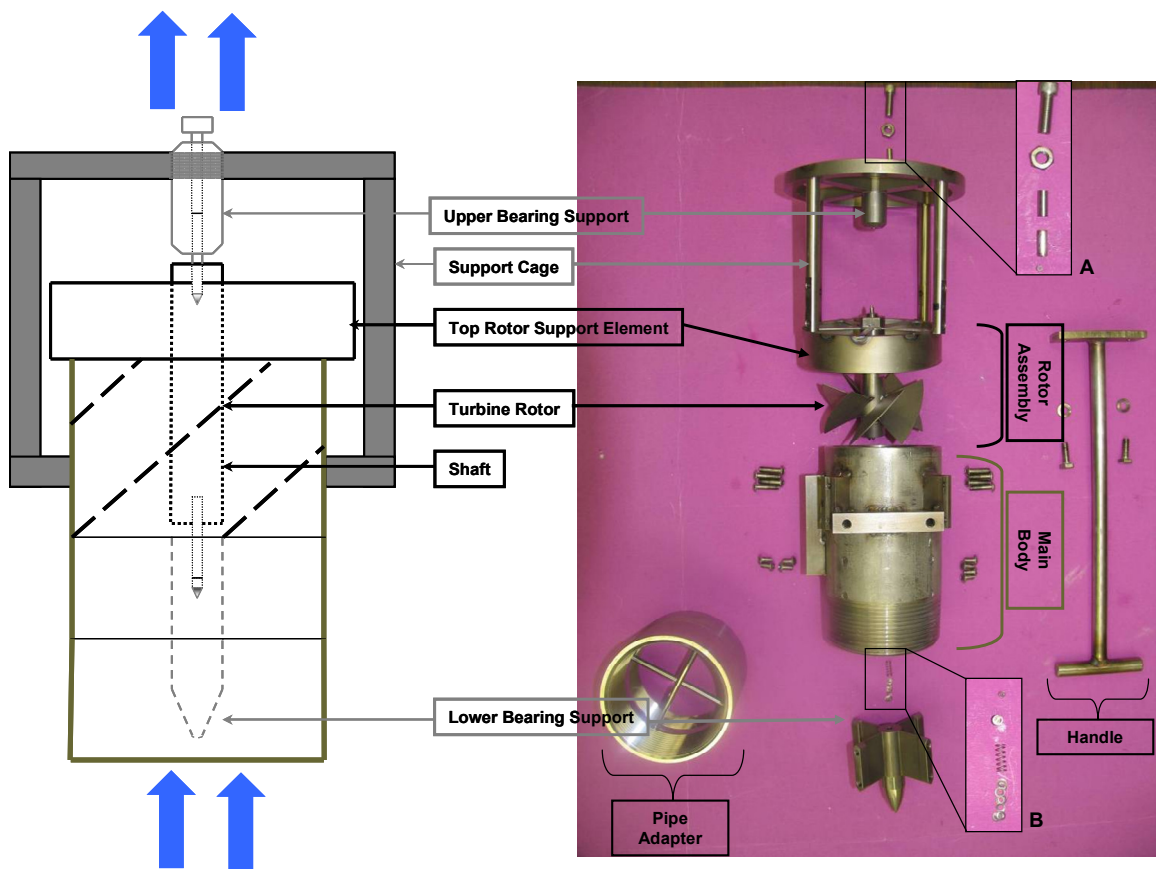 Upper Bearing Support
Support Cage
Top Rotor Support Element
Turbine Rotor
Shaft
Lower Bearing Support
A
Rotor
Assembly
Main
Body
Handle
B
Pipe
Adapter